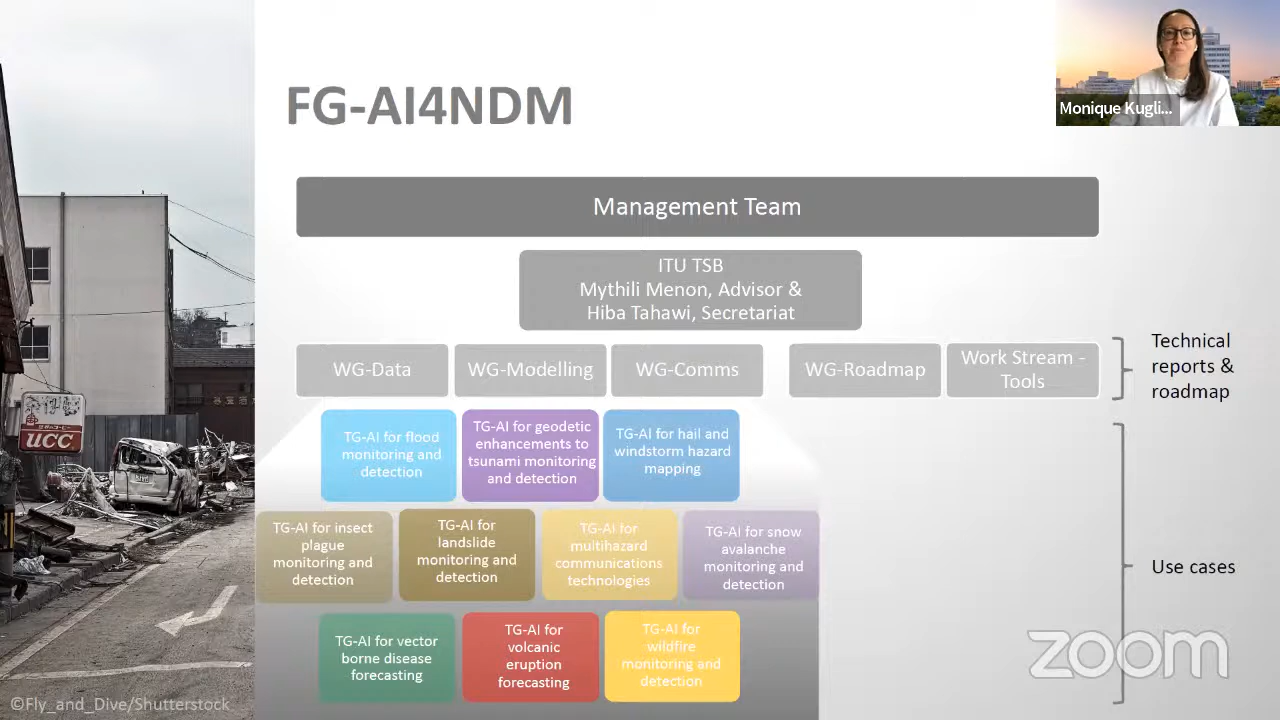 FG-AI4NDM
Monique Kugli...
Management Team
ITU TSB
Mythili Menon, Advisor &
Hiba Tahawi, Secretariat
WG-Data
WG-Modelling
WG-Comms
WG-Roadmap
Work Stream -
Tools
Technical
reports &
roadmap
TG-AI for flood
monitoring and
detection
TG-AI for geodetic
enhancements to
tsunami monitoring
and detection
TG-AI for hail and
windstorm hazard
mapping
TG-AI for insect
plague
monitoring and
detection
TG-AI for
landslide
monitoring and
detection
TG-AI for
multihazard
communications
technologies
TG-AI for snow
avalanche
monitoring and
detection
Use cases
TG-AI for vector
borne disease
forecasting
TG-AI for
volcanic
eruption
forecasting
TG-AI for
wildfire
monitoring and
detection
UCC
zoom
©Fly_and_Dive/Shutterstock